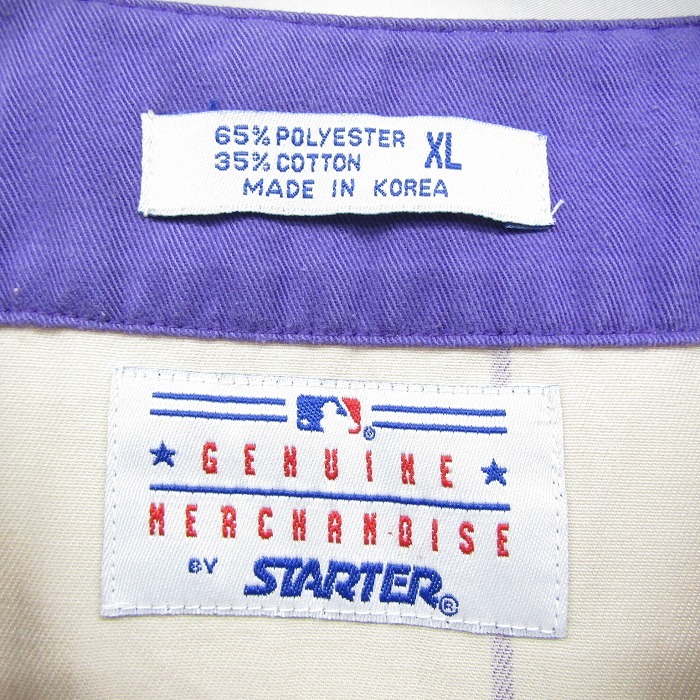 65% POLYESTER XL
35% COTTON
MADE IN KOREA
®
★ GENUINE ★
MERCHANDISE
BY STARTER®